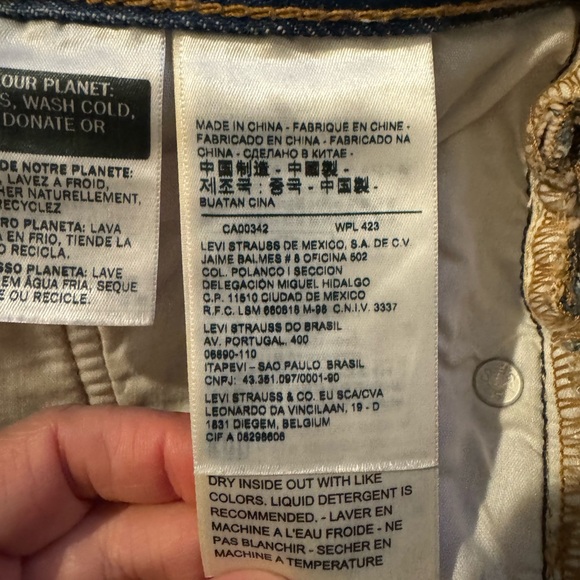 OUR PLANET:
S, WASH COLD,
DONATE OR
DE NOTRE PLANETE:
LAVEZ A FROID,
HER NATURELLEMENT,
RECYCLEZ
RO PLANETA: LAVA
A EN FRIO, TIENDE LA
O RECICLA.
SSO PLANETA: LAVE
EM AGUA FRIA, SEQUE
E OU RECICLE.
MADE IN CHINA - FABRIQUE EN CHINE -
FABRICADO EN CHINA - FABRICADO NA
CHINA - СДЕЛАНО В КИТАЕ -
中国制造 - 中國製 -
제조국 : 중국 - 中国製 -
BUATAN CINA
CA00342 WPL 423
LEVI STRAUSS DE MEXICO, S.A. DE C.V
JAIME BALMES # 8 OFICINA 602
COL. POLANCO I SECCION
DELEGACIÓN MIGUEL HIDALGO
C.P. 11510 CIUDAD DE MEXICO
R.F.C. LSM 660618 M-98 C.N.I.V. 3337
LEVI STRAUSS DO BRASIL
AV. PORTUGAL, 400
06690-110
ITAPEVI - SAO PAULO BRASIL
CNPJ: 43.361.097/0001-90
LEVI STRAUSS & CO. EU SCA/CVA
LEONARDO DA VINCILAAN, 19 - D
1831 DIEGEM, BELGIUM
CIF A 08298606
DRY INSIDE OUT WITH LIKE
COLORS. LIQUID DETERGENT IS
RECOMMENDED. - LAVER EN
MACHINE A L'EAU FROIDE - NE
PAS BLANCHIR - SECHER EN
MACHINE A TEMPERATURE